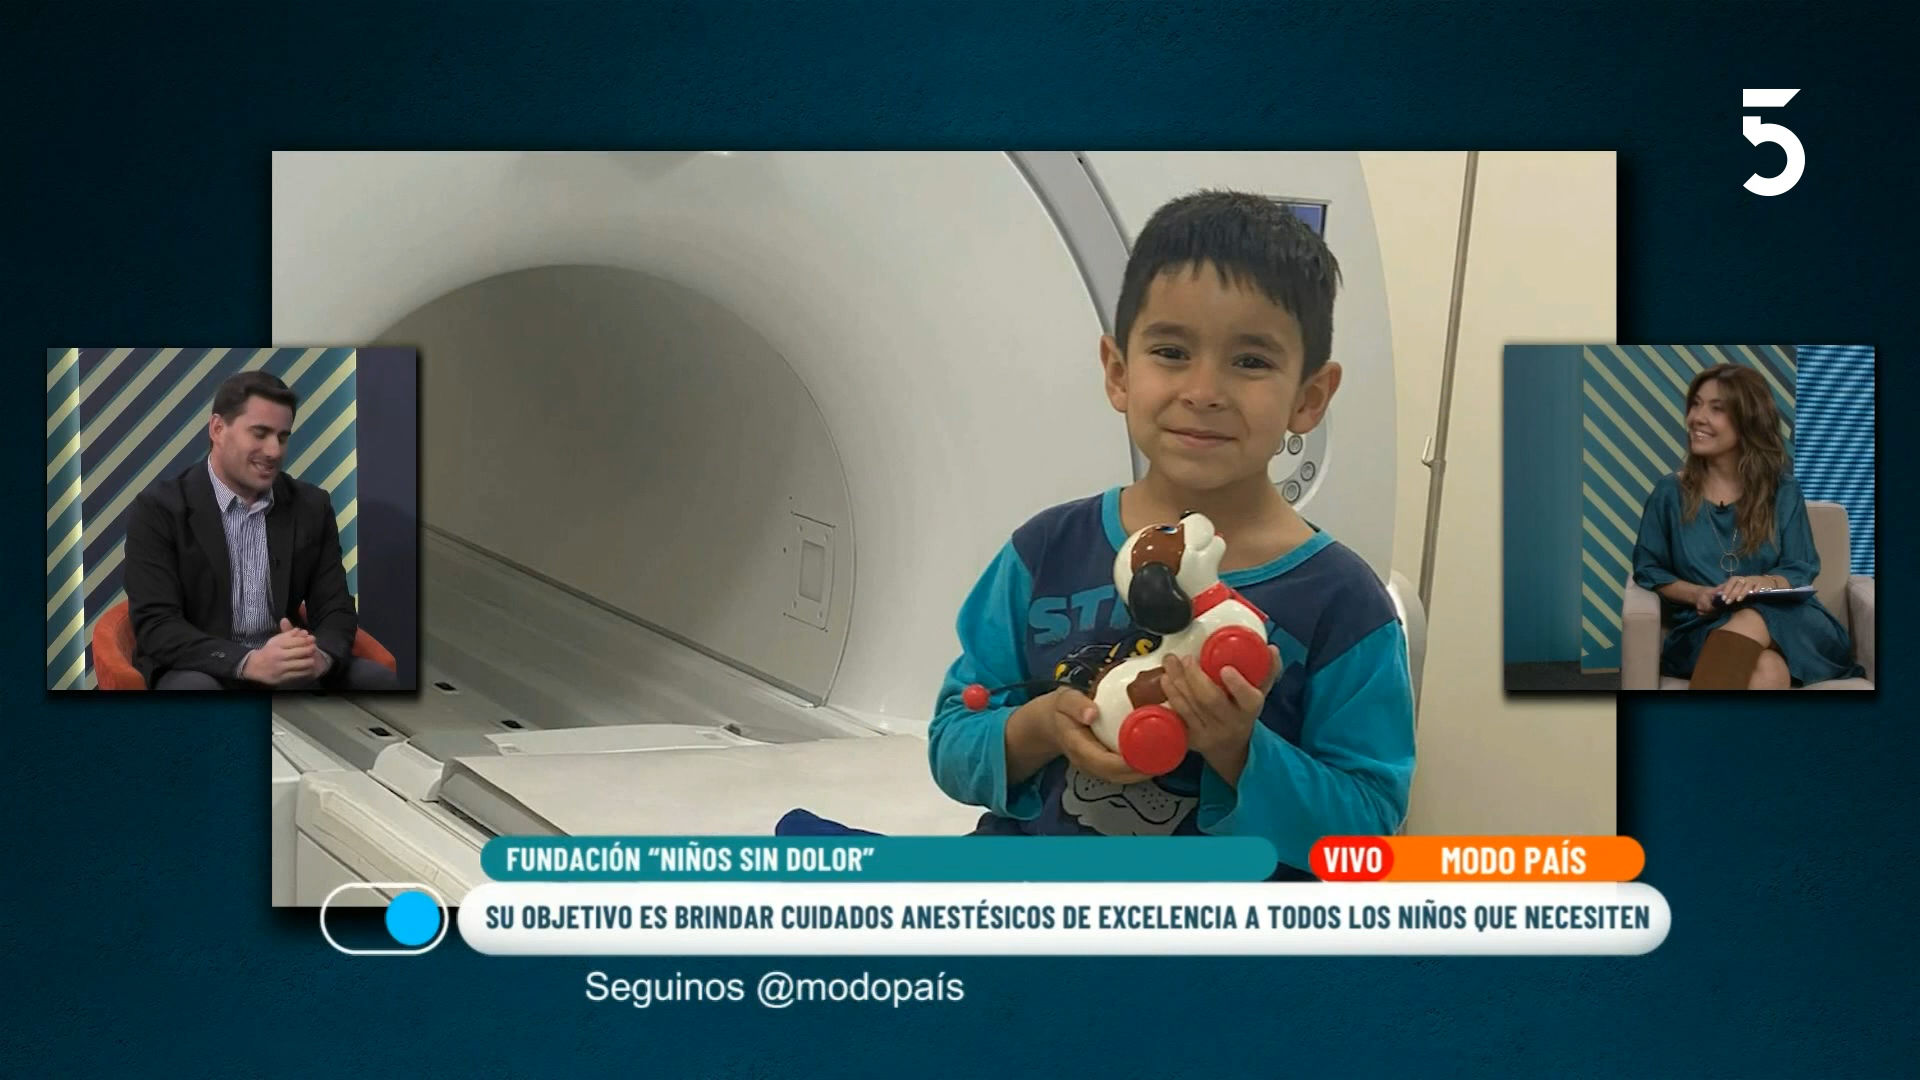 5
STA
FUNDACIÓN “NIÑOS SIN DOLOR”
VIVO
MODO PAÍS
SU OBJETIVO ES BRINDAR CUIDADOS ANESTÉSICOS DE EXCELENCIA A TODOS LOS NIÑOS QUE NECESITEN
Seguinos @modopaís